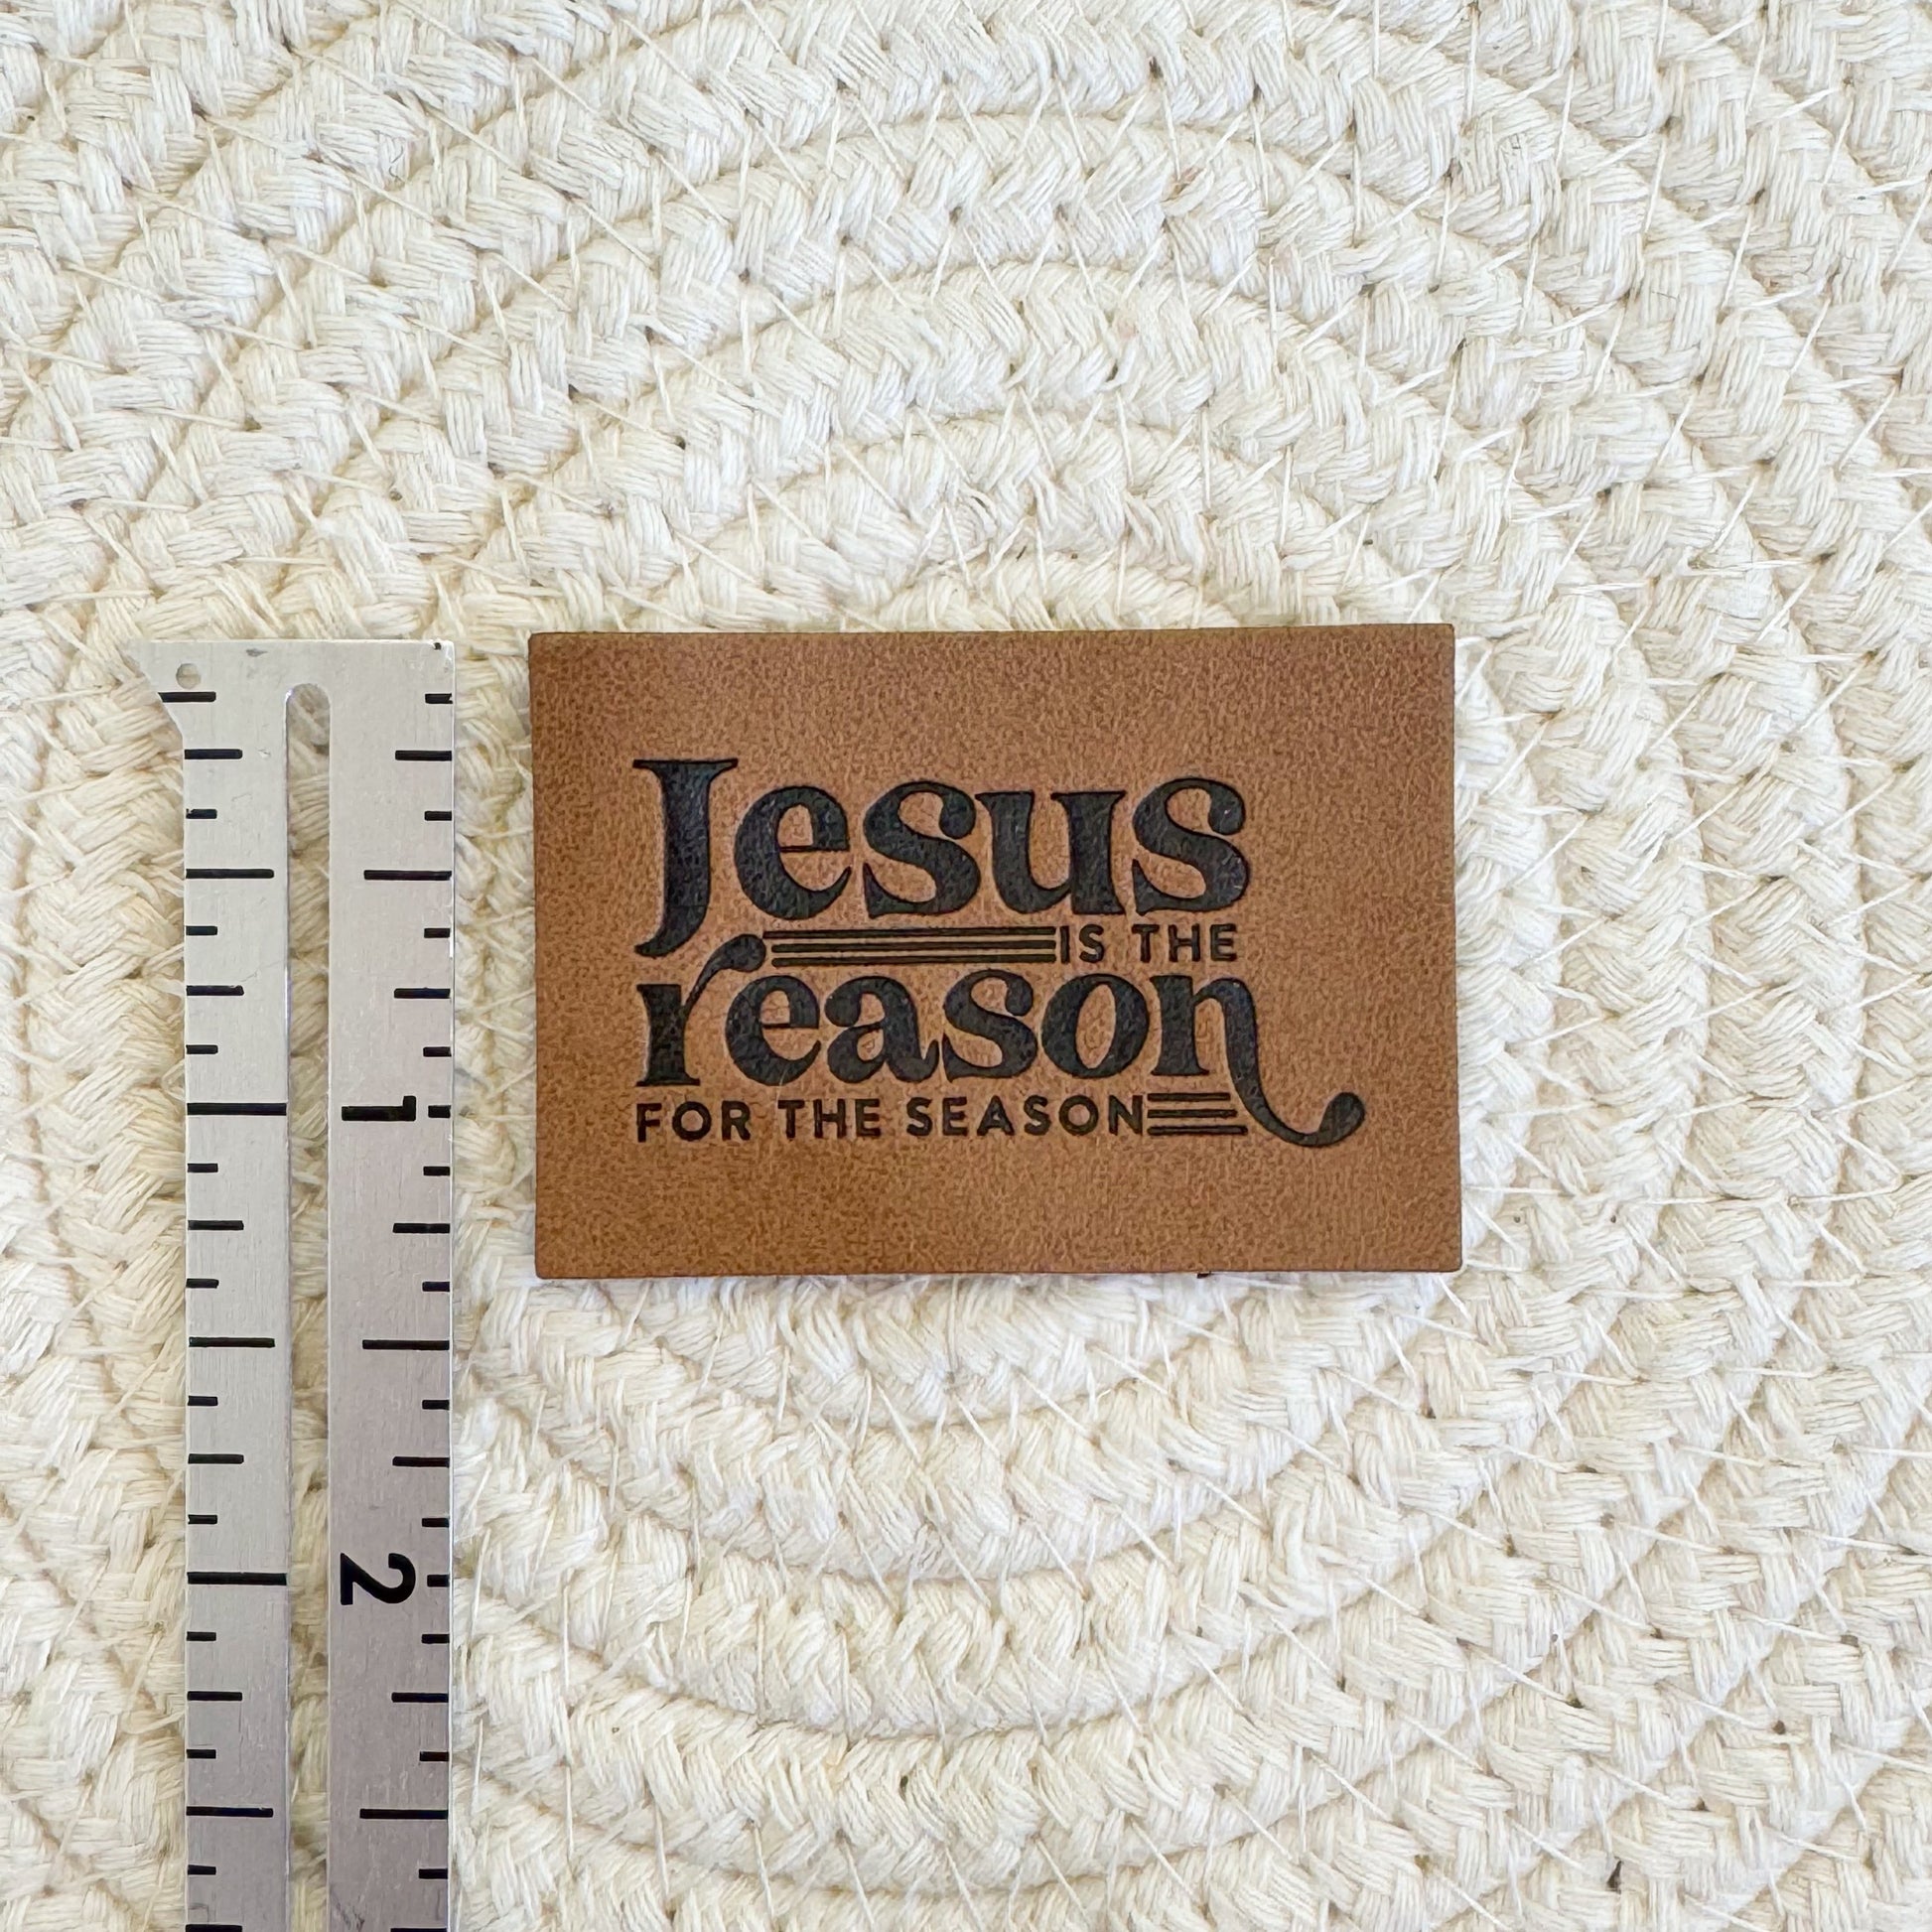 Jesus
IS THE
reason
FOR THE SEASON
1
2